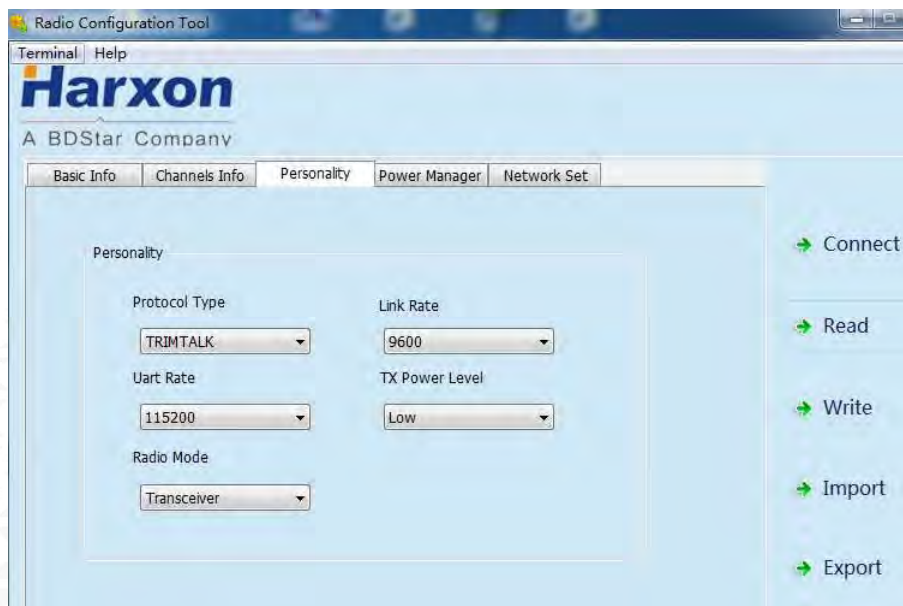 Radio Configuration Tool
Terminal Help
Harxon
A BDStar Company
Basic Info Channels Info Personality Power Manager Network Set
Personality
Protocol Type Link Rate
TRIMTALK 9600
Uart Rate TX Power Level
115200 Low
Radio Mode
Transceiver
Connect
Read
Write
Import
Export